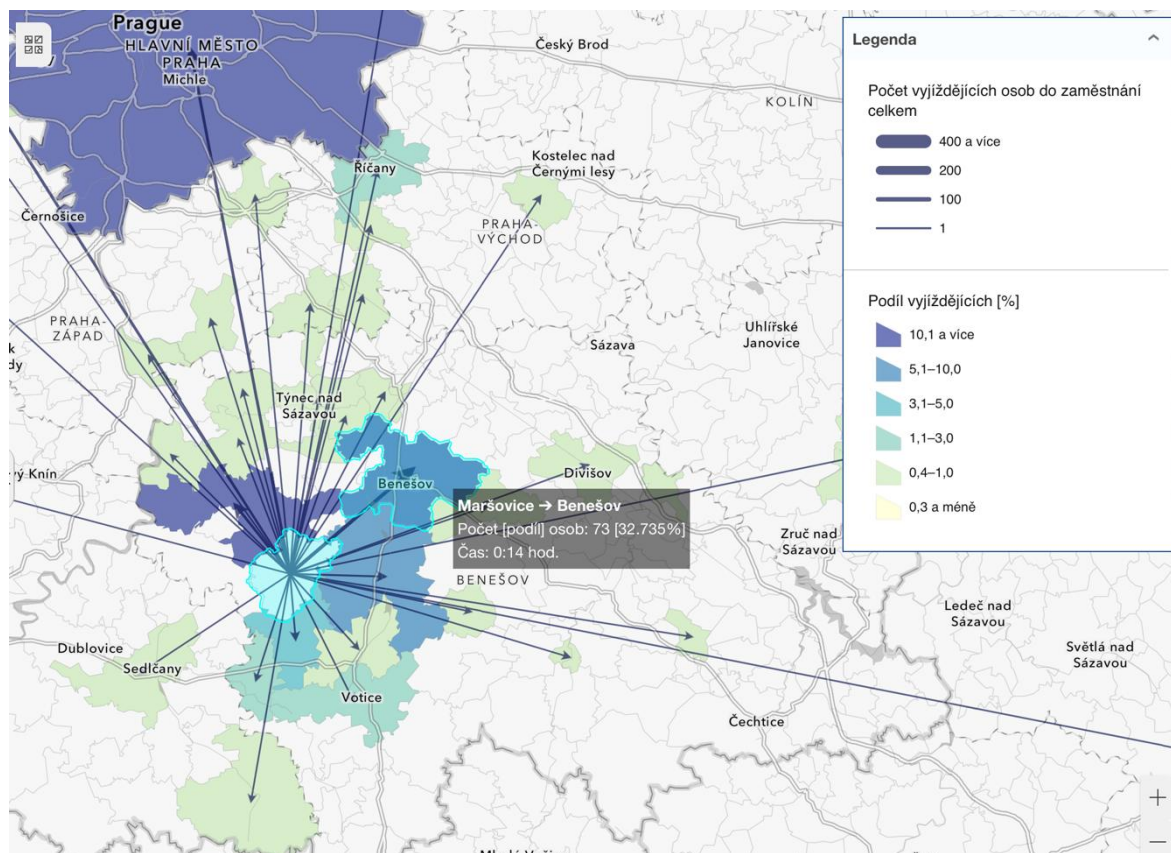 Prague
HLAVNÍ MĚSTO
PRAHA
Michle
Český Brod
KOLÍN
Říčany
Kostelec nad
Černými lesy
Černošice
PRAHA-
VÝCHOD
PRAHA-
ZÁPAD
Uhlířské
Janovice
Sázava
Týnec nad
Sázavou
vý Knín
dy
Benešov
Divišov
Maršovice → Benešov
Počet [podíl] osob: 73 [32.735%]
Čas: 0:14 hod.
BENEŠOV
Zruč nad
Sázavou
Ledeč nad
Sázavou
Světlá nad
Sázavou
Dublovice
Sedlčany
Votice
Čechtice
Legenda
Počet vyjíždějících osob do zaměstnání
celkem
400 a více
200
100
1
Podíl vyjíždějících [%]
10,1 a více
5,1–10,0
3,1–5,0
1,1–3,0
0,4–1,0
0,3 a méně
+
−